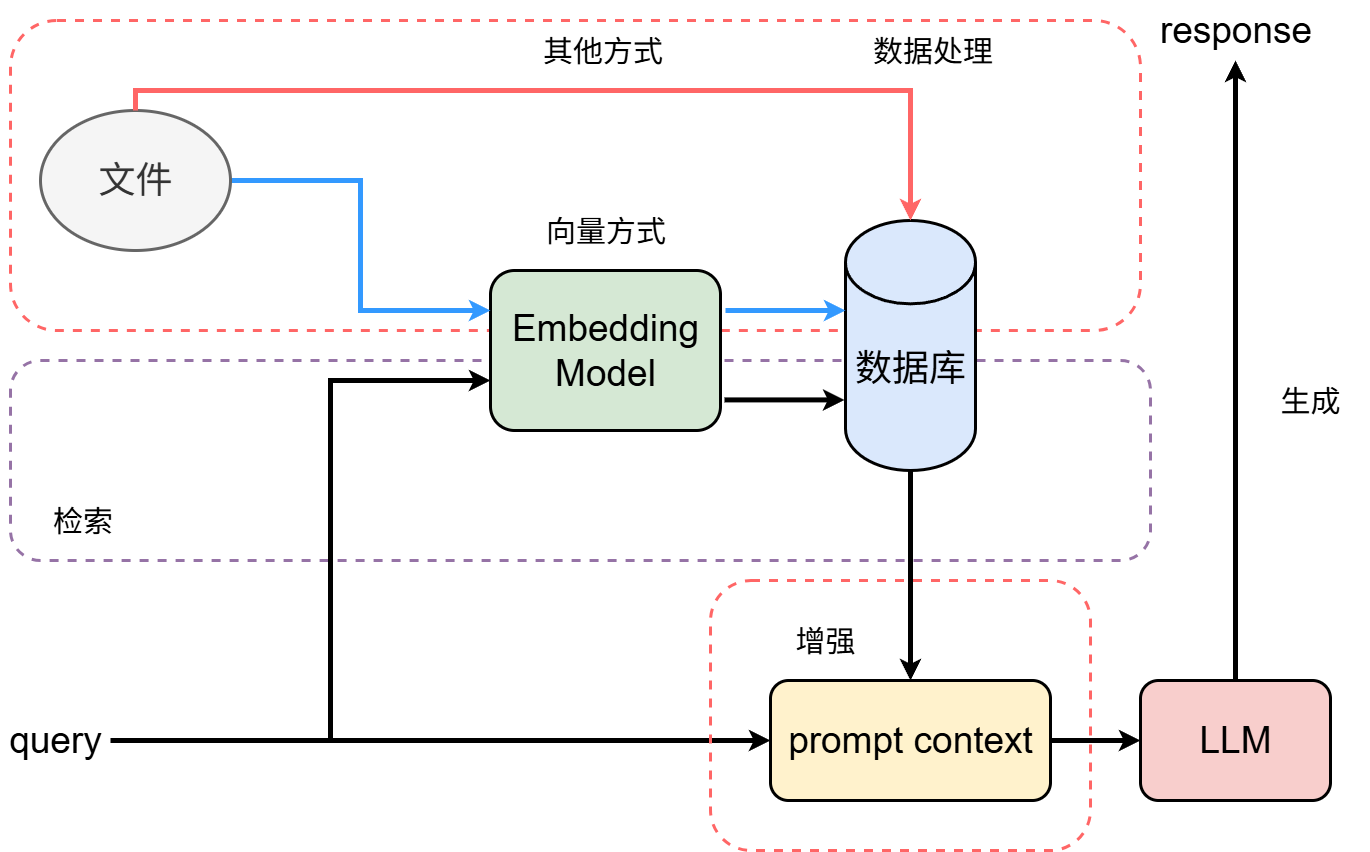 其他方式
数据处理
response
文件
向量方式
Embedding
Model
数据库
生成
检索
增强
query
prompt context
LLM